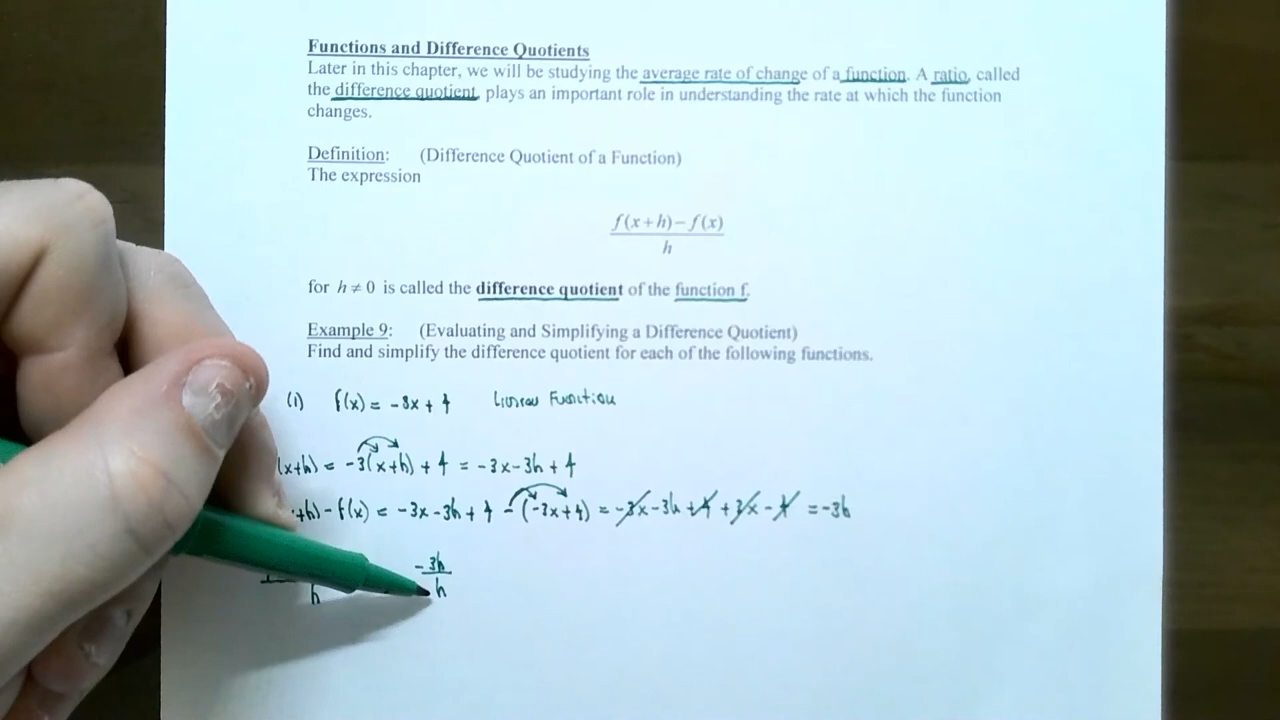 Functions and Difference Quotients
Later in this chapter, we will be studying the average rate of change of a function. A ratio, called
the difference quotient, plays an important role in understanding the rate at which the function
changes.
Definition: (Difference Quotient of a Function)
The expression
f(x+h)−f(x)
h
for h ≠ 0 is called the difference quotient of the function f.
Example 9: (Evaluating and Simplifying a Difference Quotient)
Find and simplify the difference quotient for each of the following functions.
(1) f(x) = -3x + 4 Linear Function
(x+h) = -3(x+h) + 4 = -3x - 3h + 4
+h) - f(x) = -3x - 3h + 4 - (-3x + 4) = -3x - 3h + 4 + 3x - 4 = -3h
-3h
h h